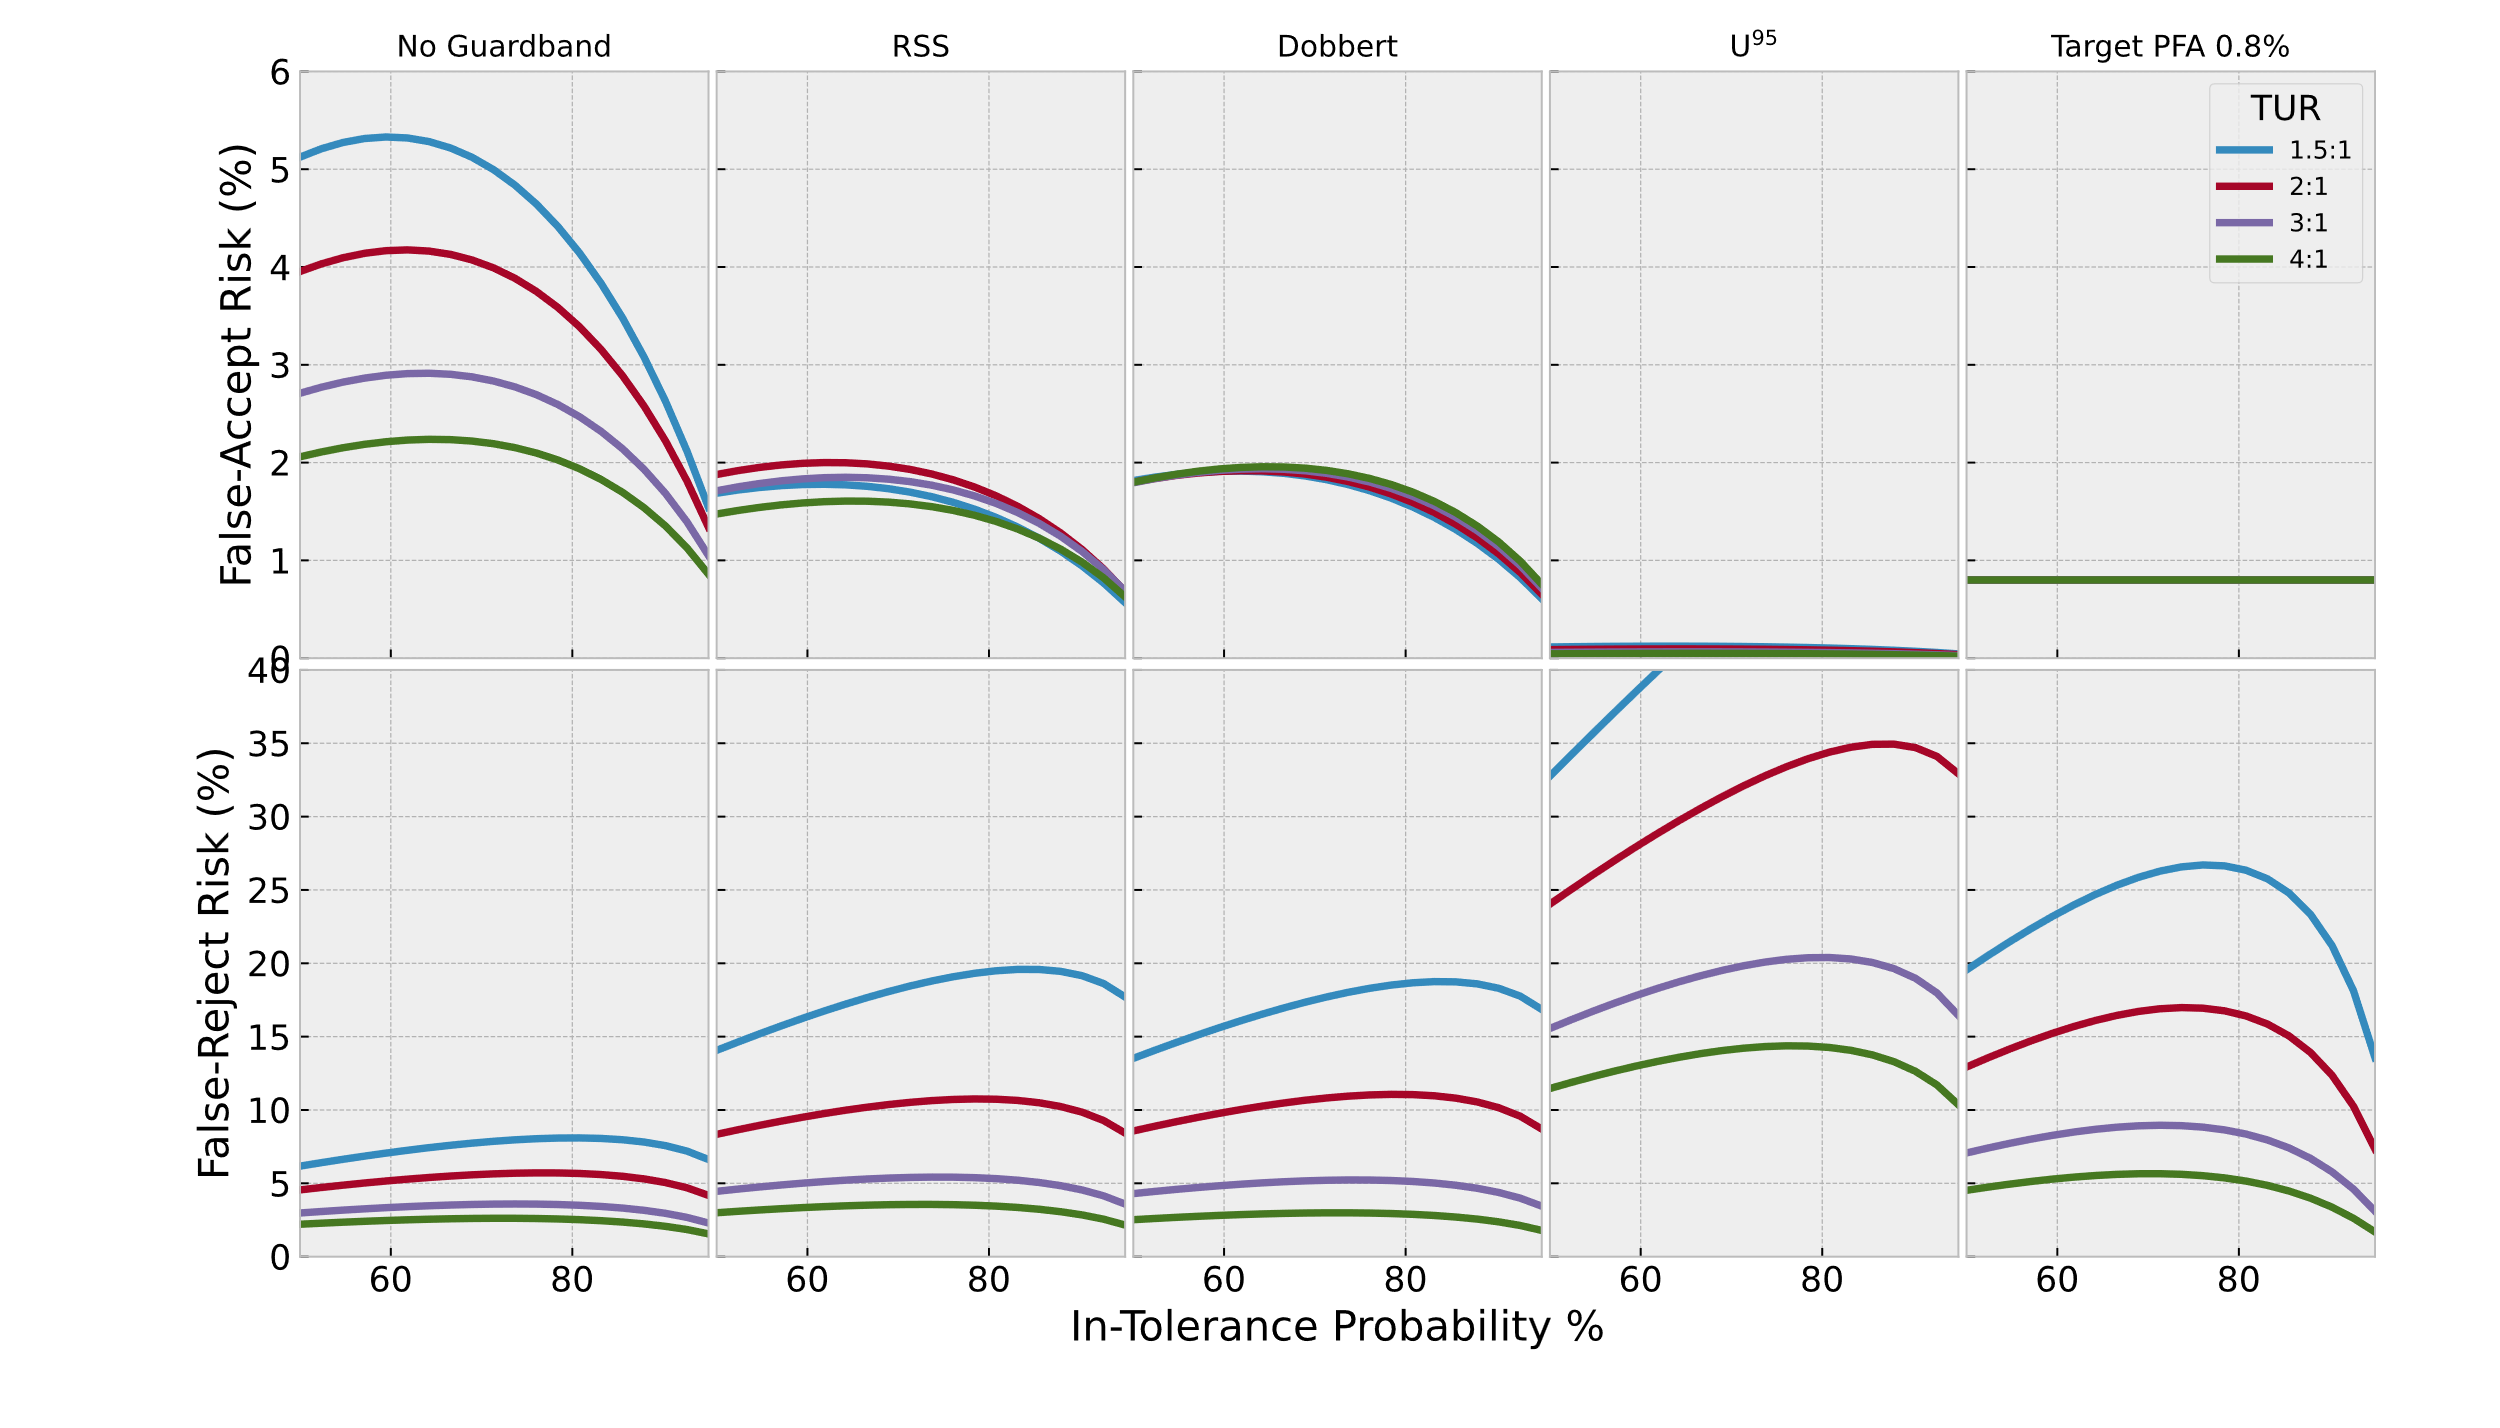 No Guardband
RSS
Dobbert
U95
Target PFA 0.8%
False-Accept Risk (%)
6
5
4
3
2
1
0
TUR
1.5:1
2:1
3:1
4:1
False-Reject Risk (%)
40
35
30
25
20
15
10
5
0
60 80
60 80
60 80
60 80
60 80
In-Tolerance Probability %